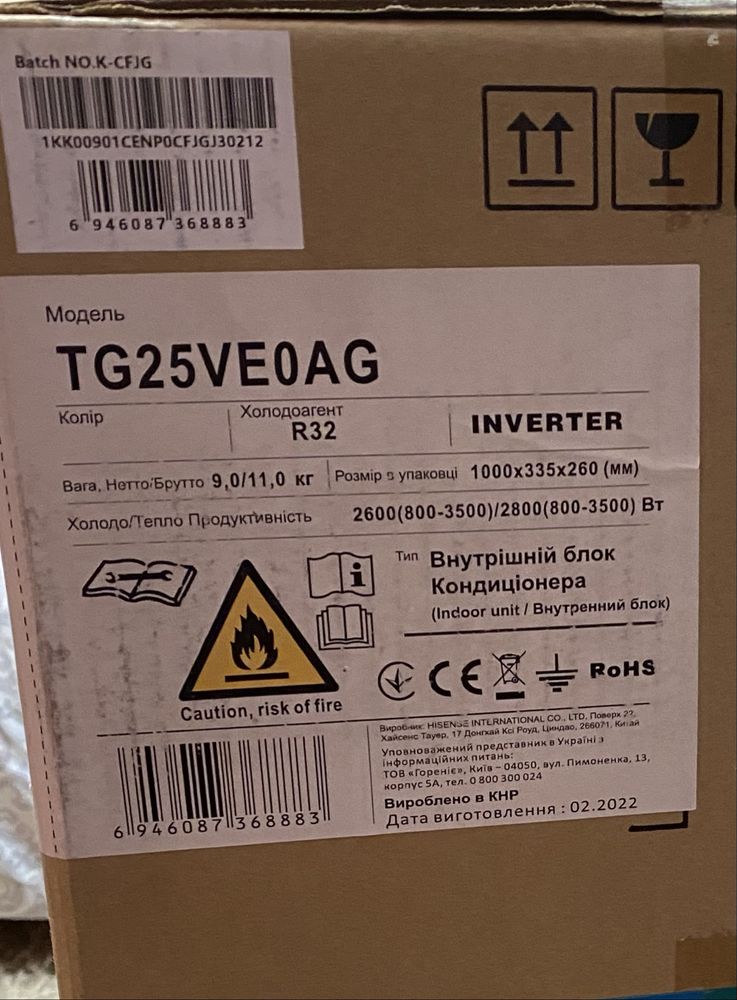 Batch NO.K-CFJG
1KK00901CENP0CFJGJ30212
6 946087 368883
Модель
TG25VE0AG
Колір
Холодоагент
R32
INVERTER
Вага, Нетто/Брутто 9,0/11,0 кг
Розмір в упаковці 1000x335x260 (мм)
Холодо/Тепло Продуктивність 2600(800-3500)/2800(800-3500) Вт
Тип Внутрішній блок
Кондиціонера
(Indoor unit / Внутренний блок)
Caution, risk of fire
CE
RoHS
Виробник: HISENSE INTERNATIONAL CO., LTD, Поверх 22,
Хайсенс Тауер, 17 Донгхай Ксі Роуд, Циндао, 266071, Китай
Уповноважений представник в Україні з
інформаційних питань:
ТОВ «Гореніє», Київ – 04050, вул. Пимоненка, 13,
корпус 5А, тел. 0 800 300 024
Вироблено в КНР
Дата виготовлення : 02.2022
6 946087 368883